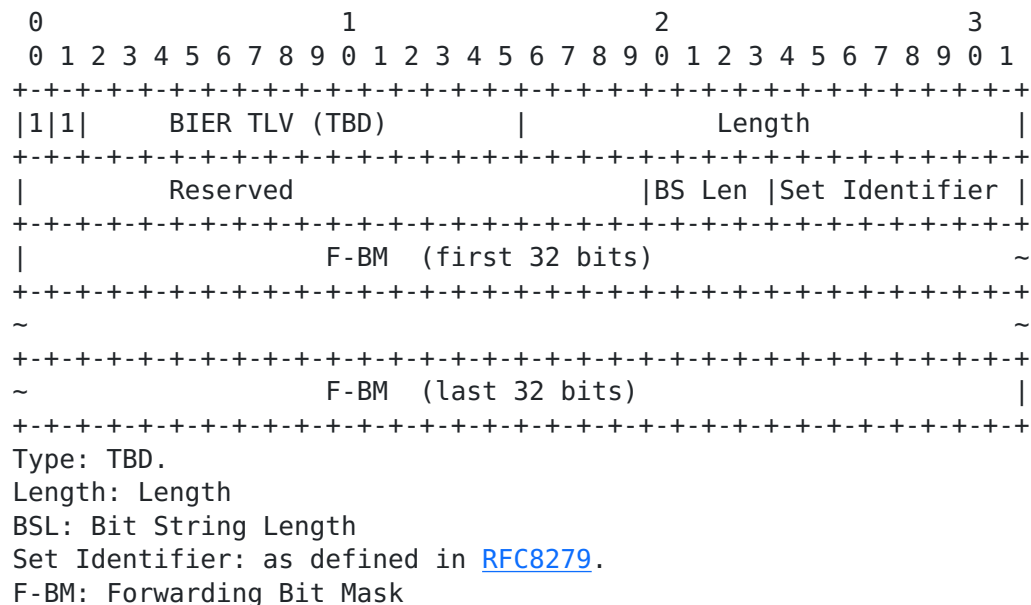 0                   1                   2                   3
 0 1 2 3 4 5 6 7 8 9 0 1 2 3 4 5 6 7 8 9 0 1 2 3 4 5 6 7 8 9 0 1
+-+-+-+-+-+-+-+-+-+-+-+-+-+-+-+-+-+-+-+-+-+-+-+-+-+-+-+-+-+-+-+-+
|1|1|     BIER TLV (TBD)        |            Length             |
+-+-+-+-+-+-+-+-+-+-+-+-+-+-+-+-+-+-+-+-+-+-+-+-+-+-+-+-+-+-+-+-+
|         Reserved                      |BS Len |Set Identifier |
+-+-+-+-+-+-+-+-+-+-+-+-+-+-+-+-+-+-+-+-+-+-+-+-+-+-+-+-+-+-+-+-+
|                   F-BM  (first 32 bits)                       ~
+-+-+-+-+-+-+-+-+-+-+-+-+-+-+-+-+-+-+-+-+-+-+-+-+-+-+-+-+-+-+-+-+
~                                                               ~
+-+-+-+-+-+-+-+-+-+-+-+-+-+-+-+-+-+-+-+-+-+-+-+-+-+-+-+-+-+-+-+-+
~                   F-BM  (last 32 bits)                        |
+-+-+-+-+-+-+-+-+-+-+-+-+-+-+-+-+-+-+-+-+-+-+-+-+-+-+-+-+-+-+-+-+
Type: TBD.
Length: Length
BSL: Bit String Length
Set Identifier: as defined in RFC8279.
F-BM: Forwarding Bit Mask